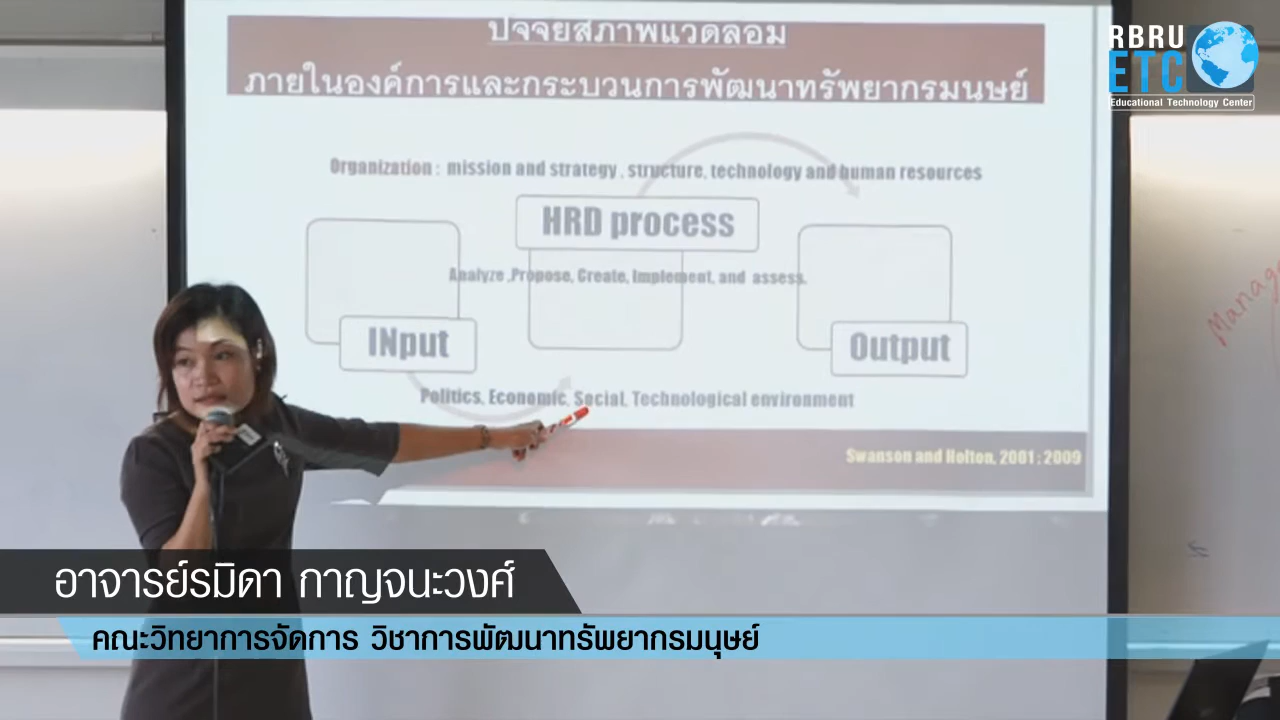 ปัจจัยสภาพแวดล้อม
ภายในองค์การและกระบวนการพัฒนาทรัพยากรมนุษย์
RBRU
ETC
Educational Technology Center
Organization : mission and strategy , structure, technology and human resources
HRD process
Analyze ,Propose, Create, Implement, and assess.
INput
Output
Politics, Economic, Social, Technological environment
Swanson and Holton, 2001 ; 2009
อาจารย์รมิดา กาญจนะวงศ์
คณะวิทยาการจัดการ วิชาการพัฒนาทรัพยากรมนุษย์